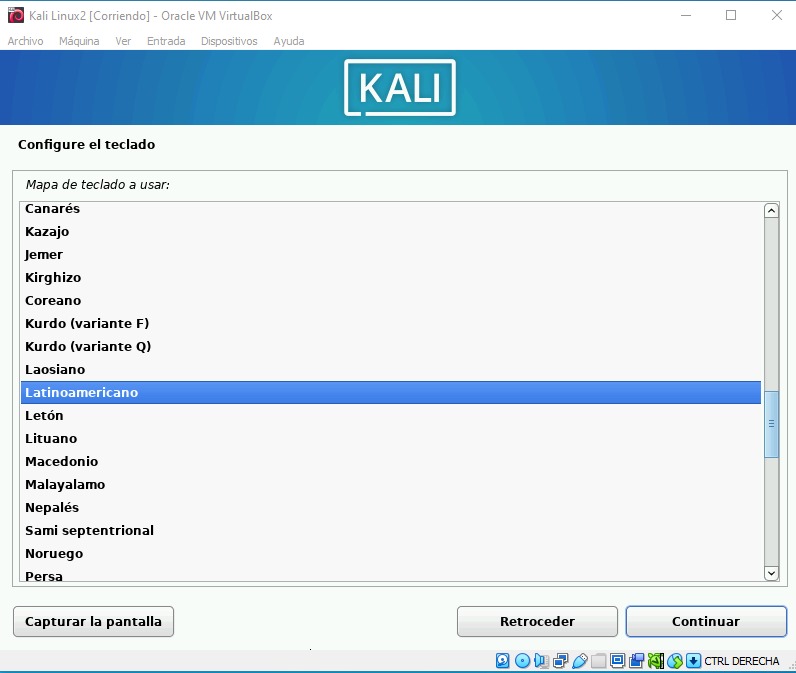 Kali Linux2 [Corriendo] - Oracle VM VirtualBox
Archivo Máquina Ver Entrada Dispositivos Ayuda
KALI
Configure el teclado
Mapa de teclado a usar:
Canarés
Kazajo
Jemer
Kirghizo
Coreano
Kurdo (variante F)
Kurdo (variante Q)
Laosiano
Latinoamericano
Letón
Lituano
Macedonio
Malayalamo
Nepalés
Sami septentrional
Noruego
Persa
Capturar la pantalla Retroceder Continuar
CTRL DERECHA